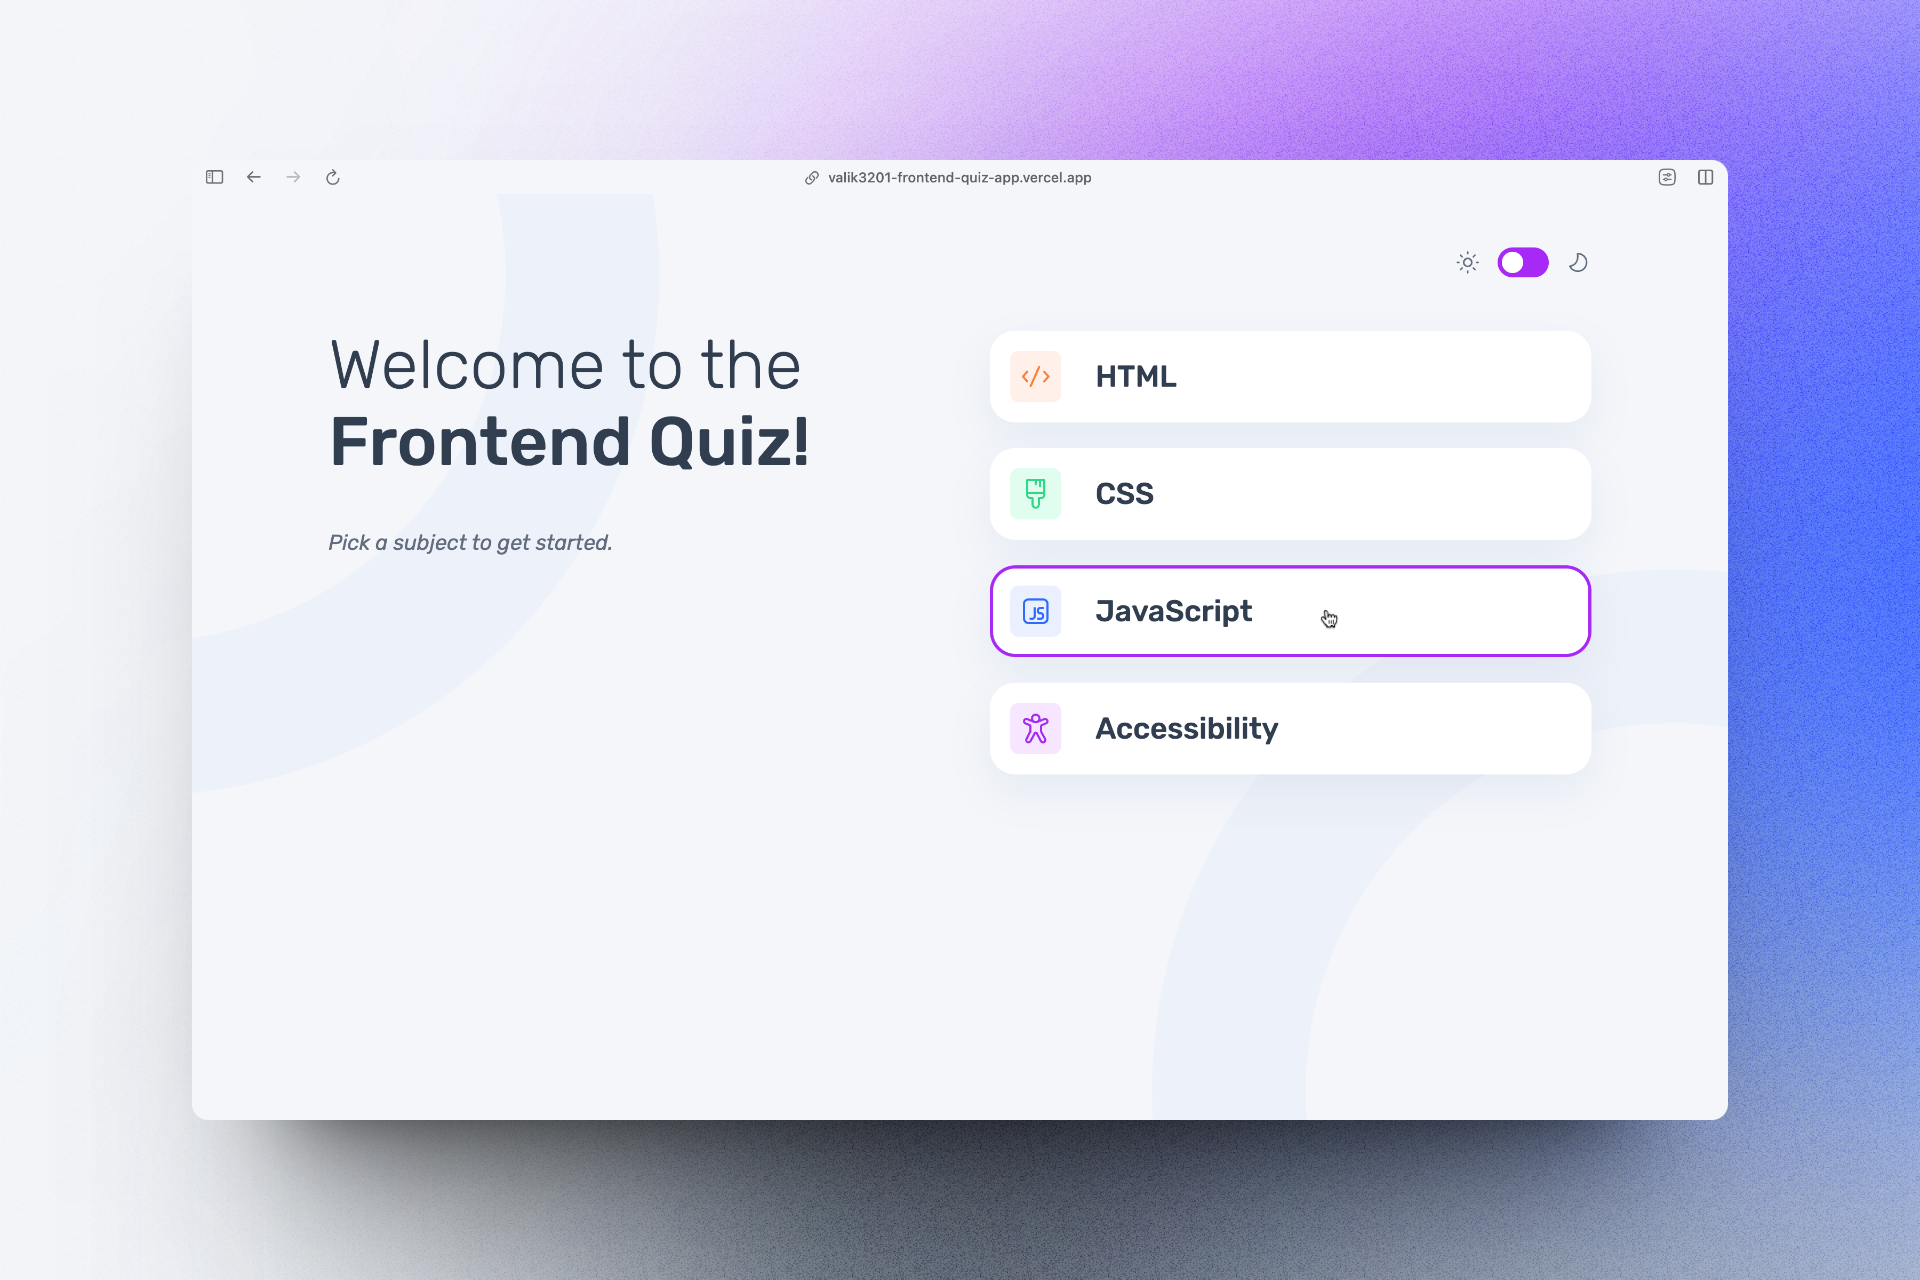 valik3201-frontend-quiz-app.vercel.app
Welcome to the
Frontend Quiz!
Pick a subject to get started.
HTML
CSS
JS
JavaScript
Accessibility